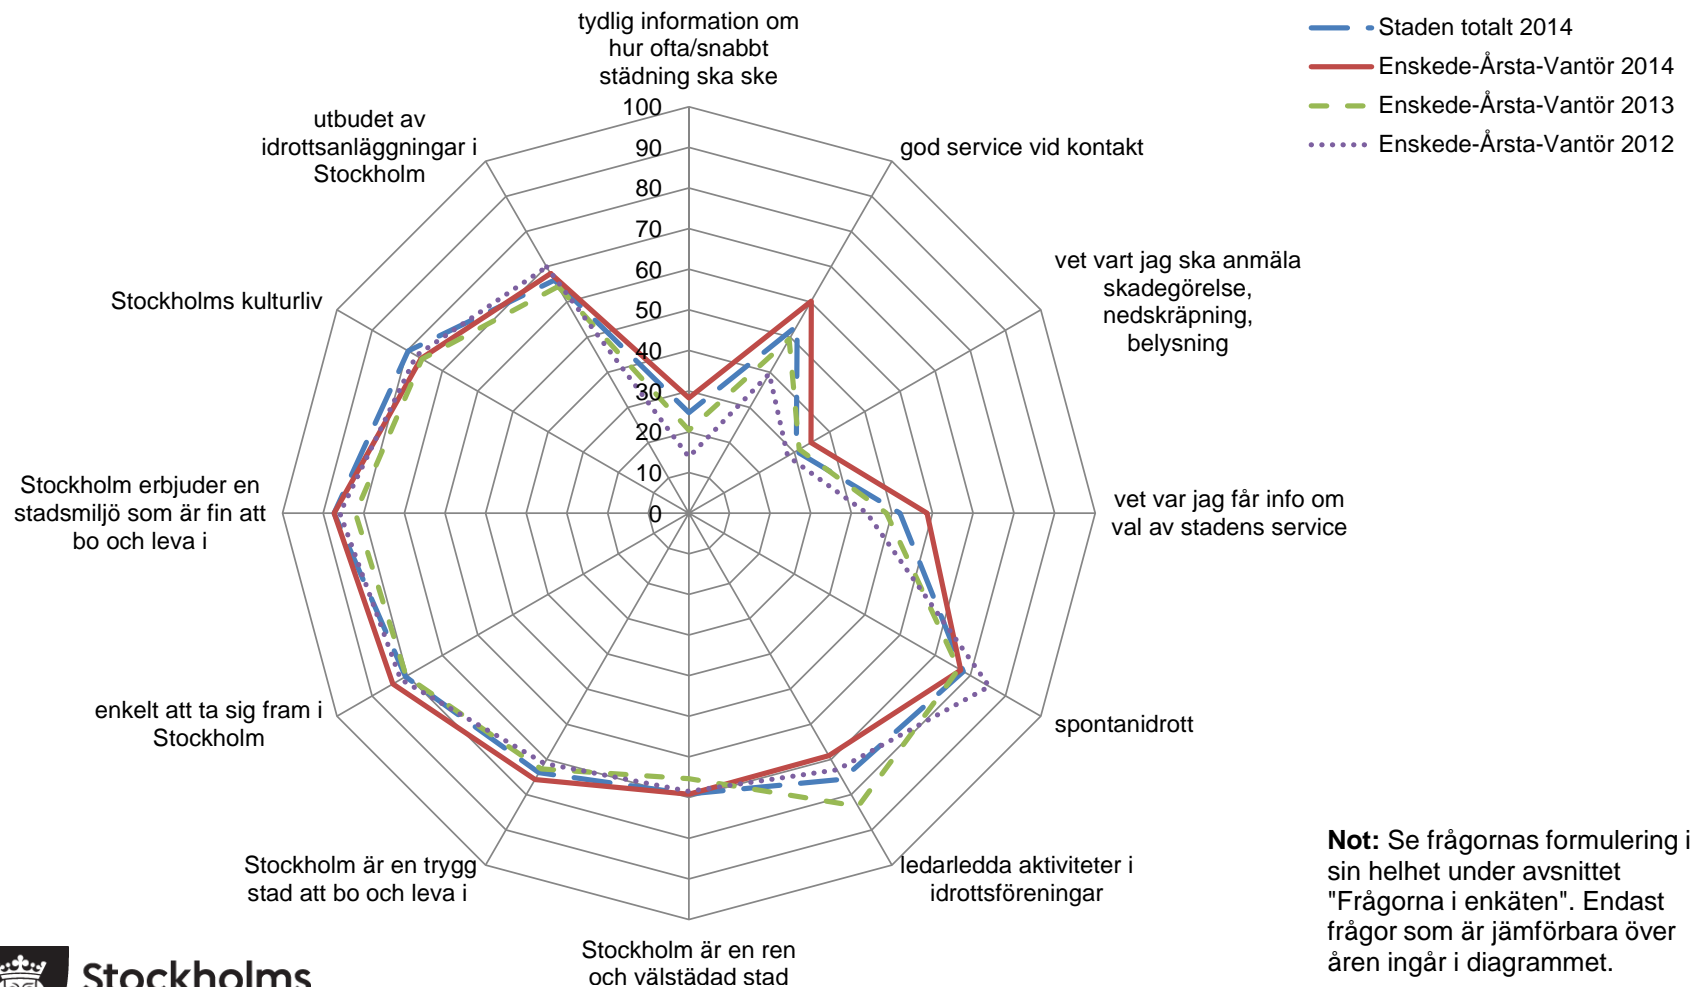 tydlig information om
hur ofta/snabbt
städning ska ske
Staden totalt 2014
Enskede-Årsta-Vantör 2014
Enskede-Årsta-Vantör 2013
Enskede-Årsta-Vantör 2012
100
90
80
70
60
50
40
30
20
10
0
god service vid kontakt
vet vart jag ska anmäla
skadegörelse,
nedskräpning,
belysning
vet var jag får info om
val av stadens service
spontanidrott
ledarledda aktiviteter i
idrottsföreningar
Stockholm är en ren
och välstädad stad
Stockholm är en trygg
stad att bo och leva i
enkelt att ta sig fram i
Stockholm
Stockholm erbjuder en
stadsmiljö som är fin att
bo och leva i
Stockholms kulturliv
utbudet av
idrottsanläggningar i
Stockholm
Not: Se frågornas formulering i
sin helhet under avsnittet
"Frågorna i enkäten". Endast
frågor som är jämförbara över
åren ingår i diagrammet.
Stockholms